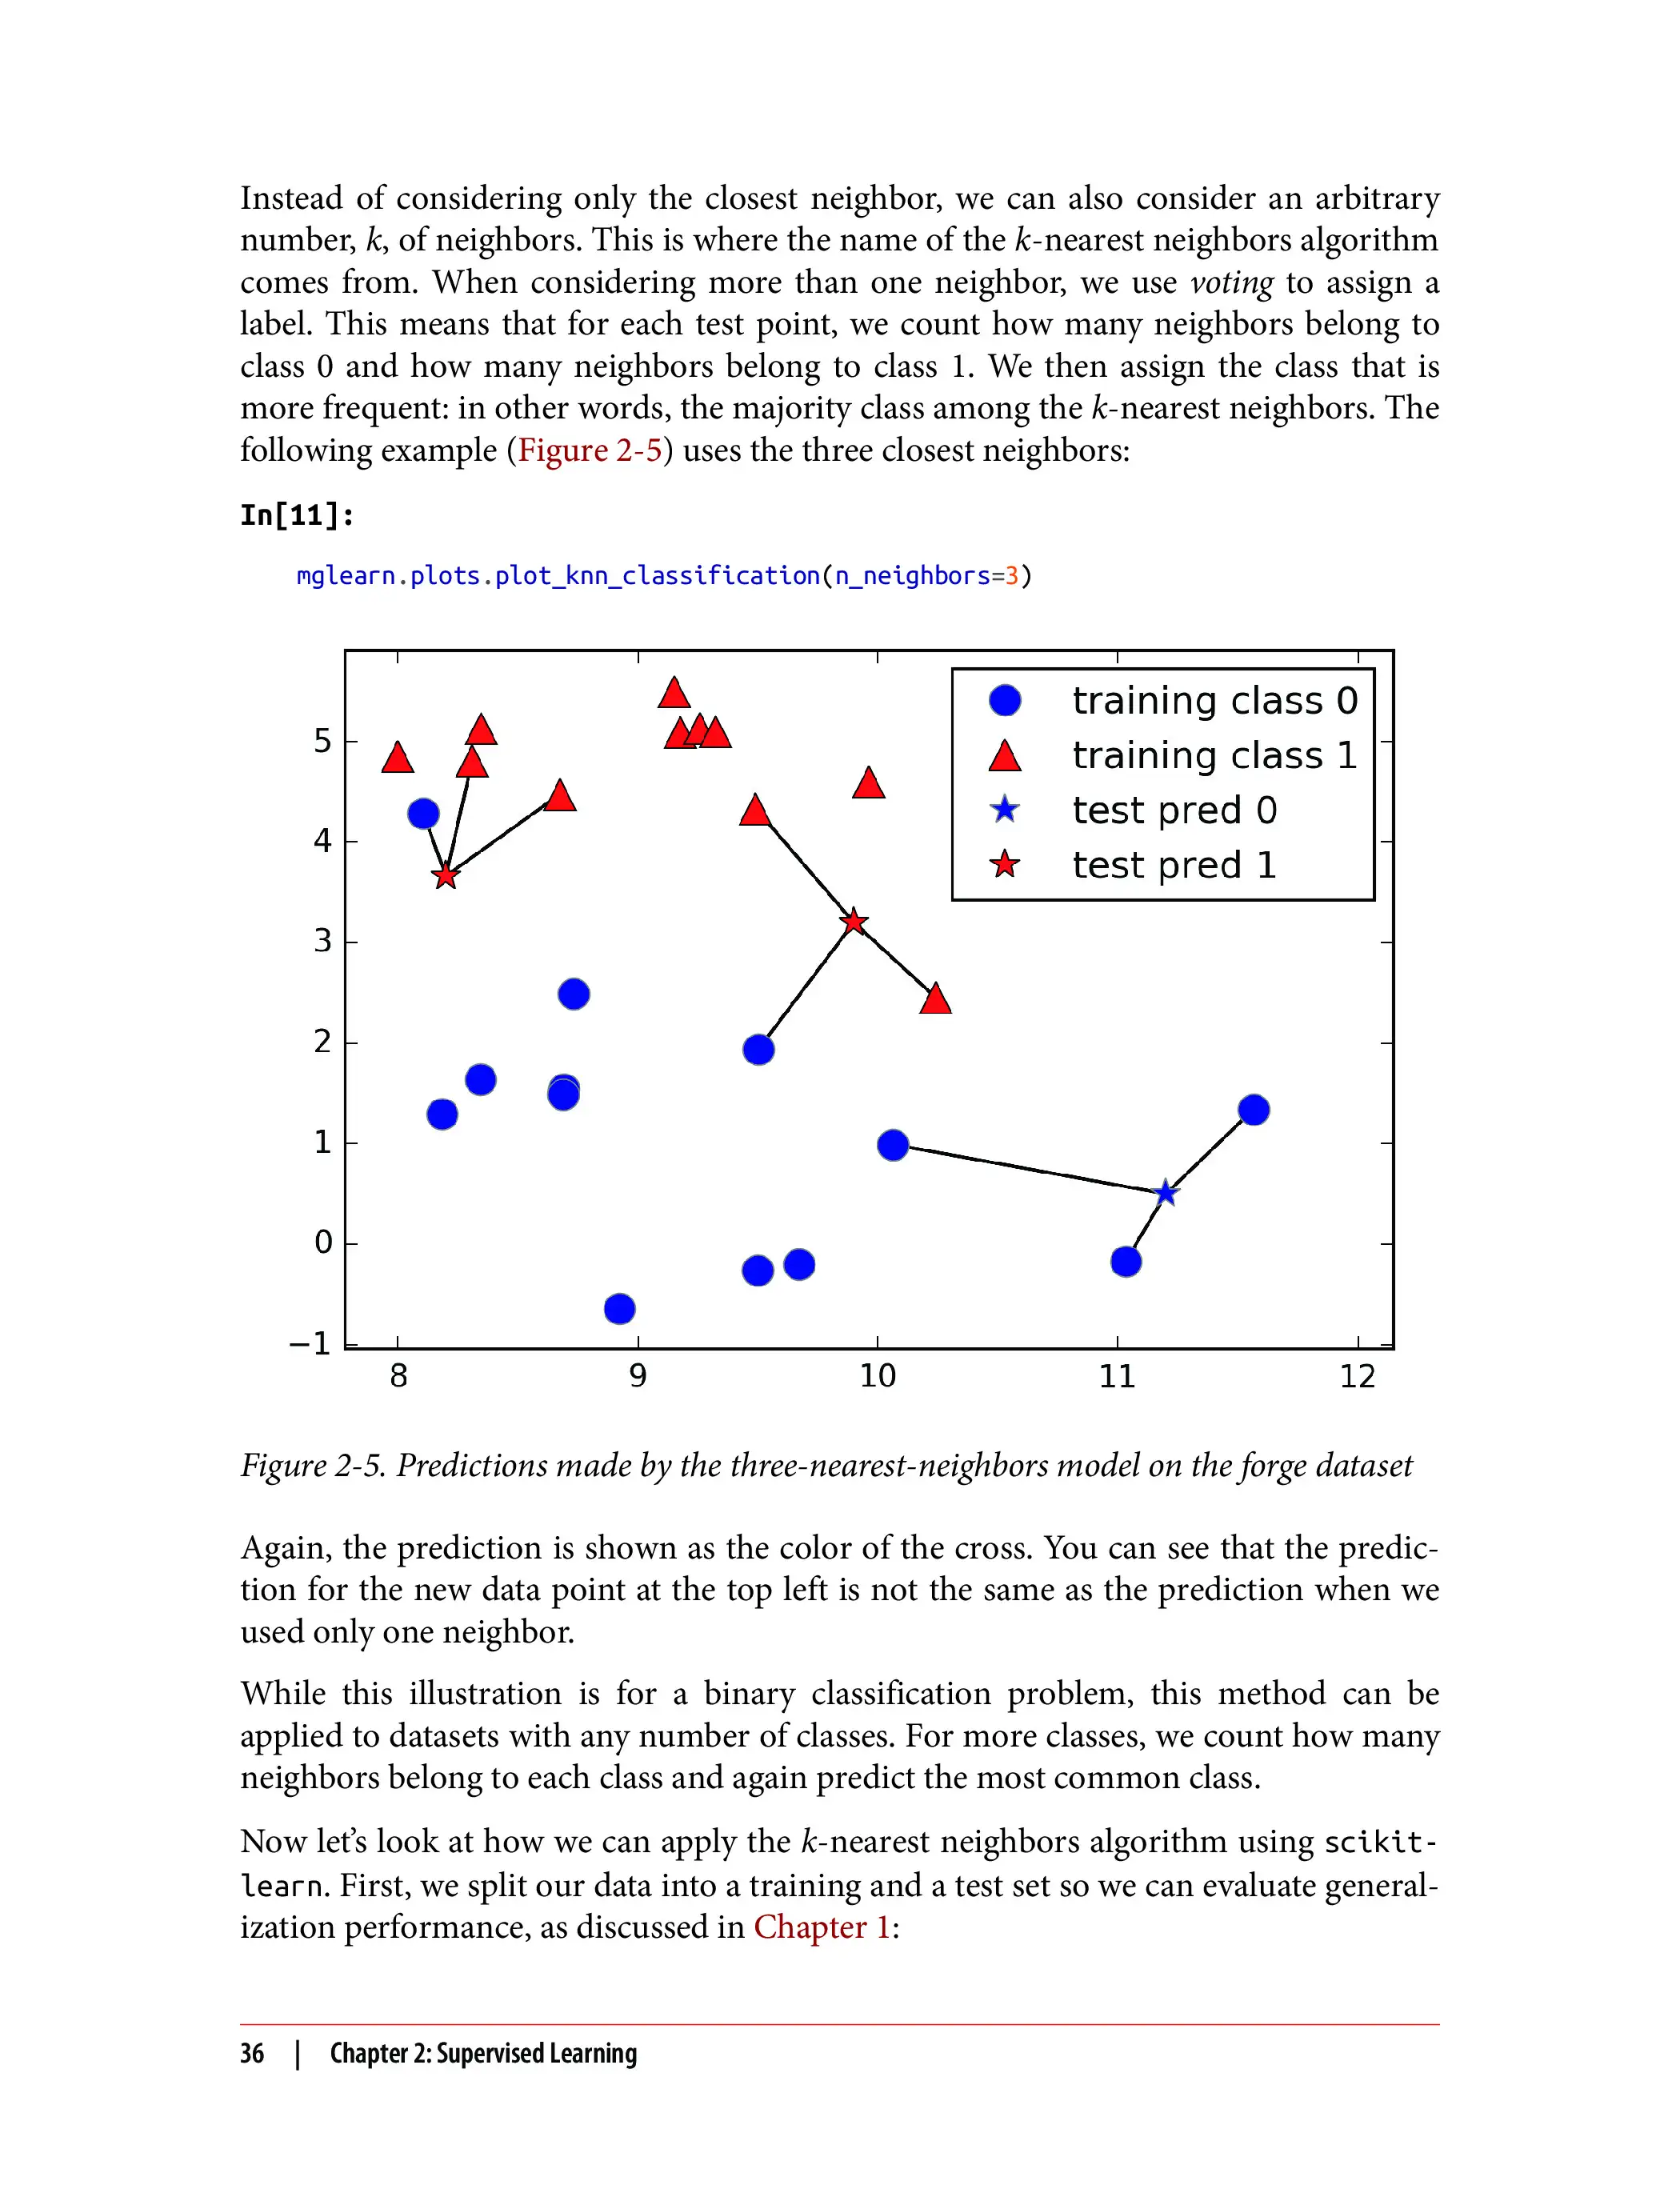 Instead of considering only the closest neighbor, we can also consider an arbitrary
number, k, of neighbors. This is where the name of the k-nearest neighbors algorithm
comes from. When considering more than one neighbor, we use voting to assign a
label. This means that for each test point, we count how many neighbors belong to
class 0 and how many neighbors belong to class 1. We then assign the class that is
more frequent: in other words, the majority class among the k-nearest neighbors. The
following example (Figure 2-5) uses the three closest neighbors:
In[11]:
mglearn.plots.plot_knn_classification(n_neighbors=3)
training class 0
training class 1
test pred 0
test pred 1
5
4
3
2
1
0
−1
8 9 10 11 12
Figure 2-5. Predictions made by the three-nearest-neighbors model on the forge dataset
Again, the prediction is shown as the color of the cross. You can see that the predic-
tion for the new data point at the top left is not the same as the prediction when we
used only one neighbor.
While this illustration is for a binary classification problem, this method can be
applied to datasets with any number of classes. For more classes, we count how many
neighbors belong to each class and again predict the most common class.
Now let’s look at how we can apply the k-nearest neighbors algorithm using scikit-
learn. First, we split our data into a training and a test set so we can evaluate general-
ization performance, as discussed in Chapter 1:
36 | Chapter 2: Supervised Learning